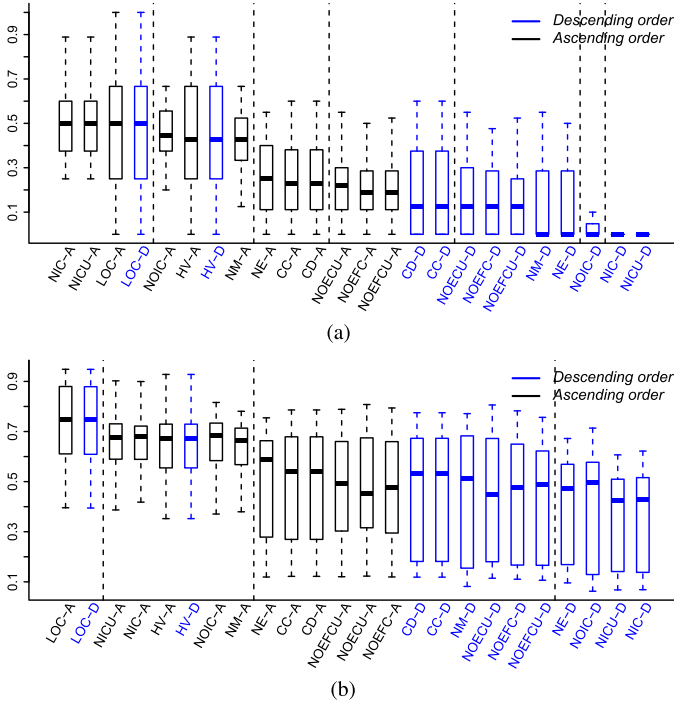 Descending order
Ascending order
0.9
0.7
0.5
0.3
0.1
NIC-A NICU-A LOC-A LOC-D NOIC-A HV-A HV-D NM-A NE-A CC-A CD-A NOECU-A NOEFC-A NOEFCU-A CD-D CC-D NOECU-D NOEFC-D NOEFCU-D NM-D NE-D NOIC-D NIC-D NICU-D
(a)
Descending order
Ascending order
0.9
0.7
0.5
0.3
0.1
LOC-A LOC-D NICU-A NIC-A HV-A HV-D NOIC-A NM-A NE-A CC-A CD-A NOEFCU-A NOECU-A NOEFC-A CD-D CC-D NM-D NOECU-D NOEFC-D NOEFCU-D NE-D NOIC-D NICU-D NIC-D
(b)